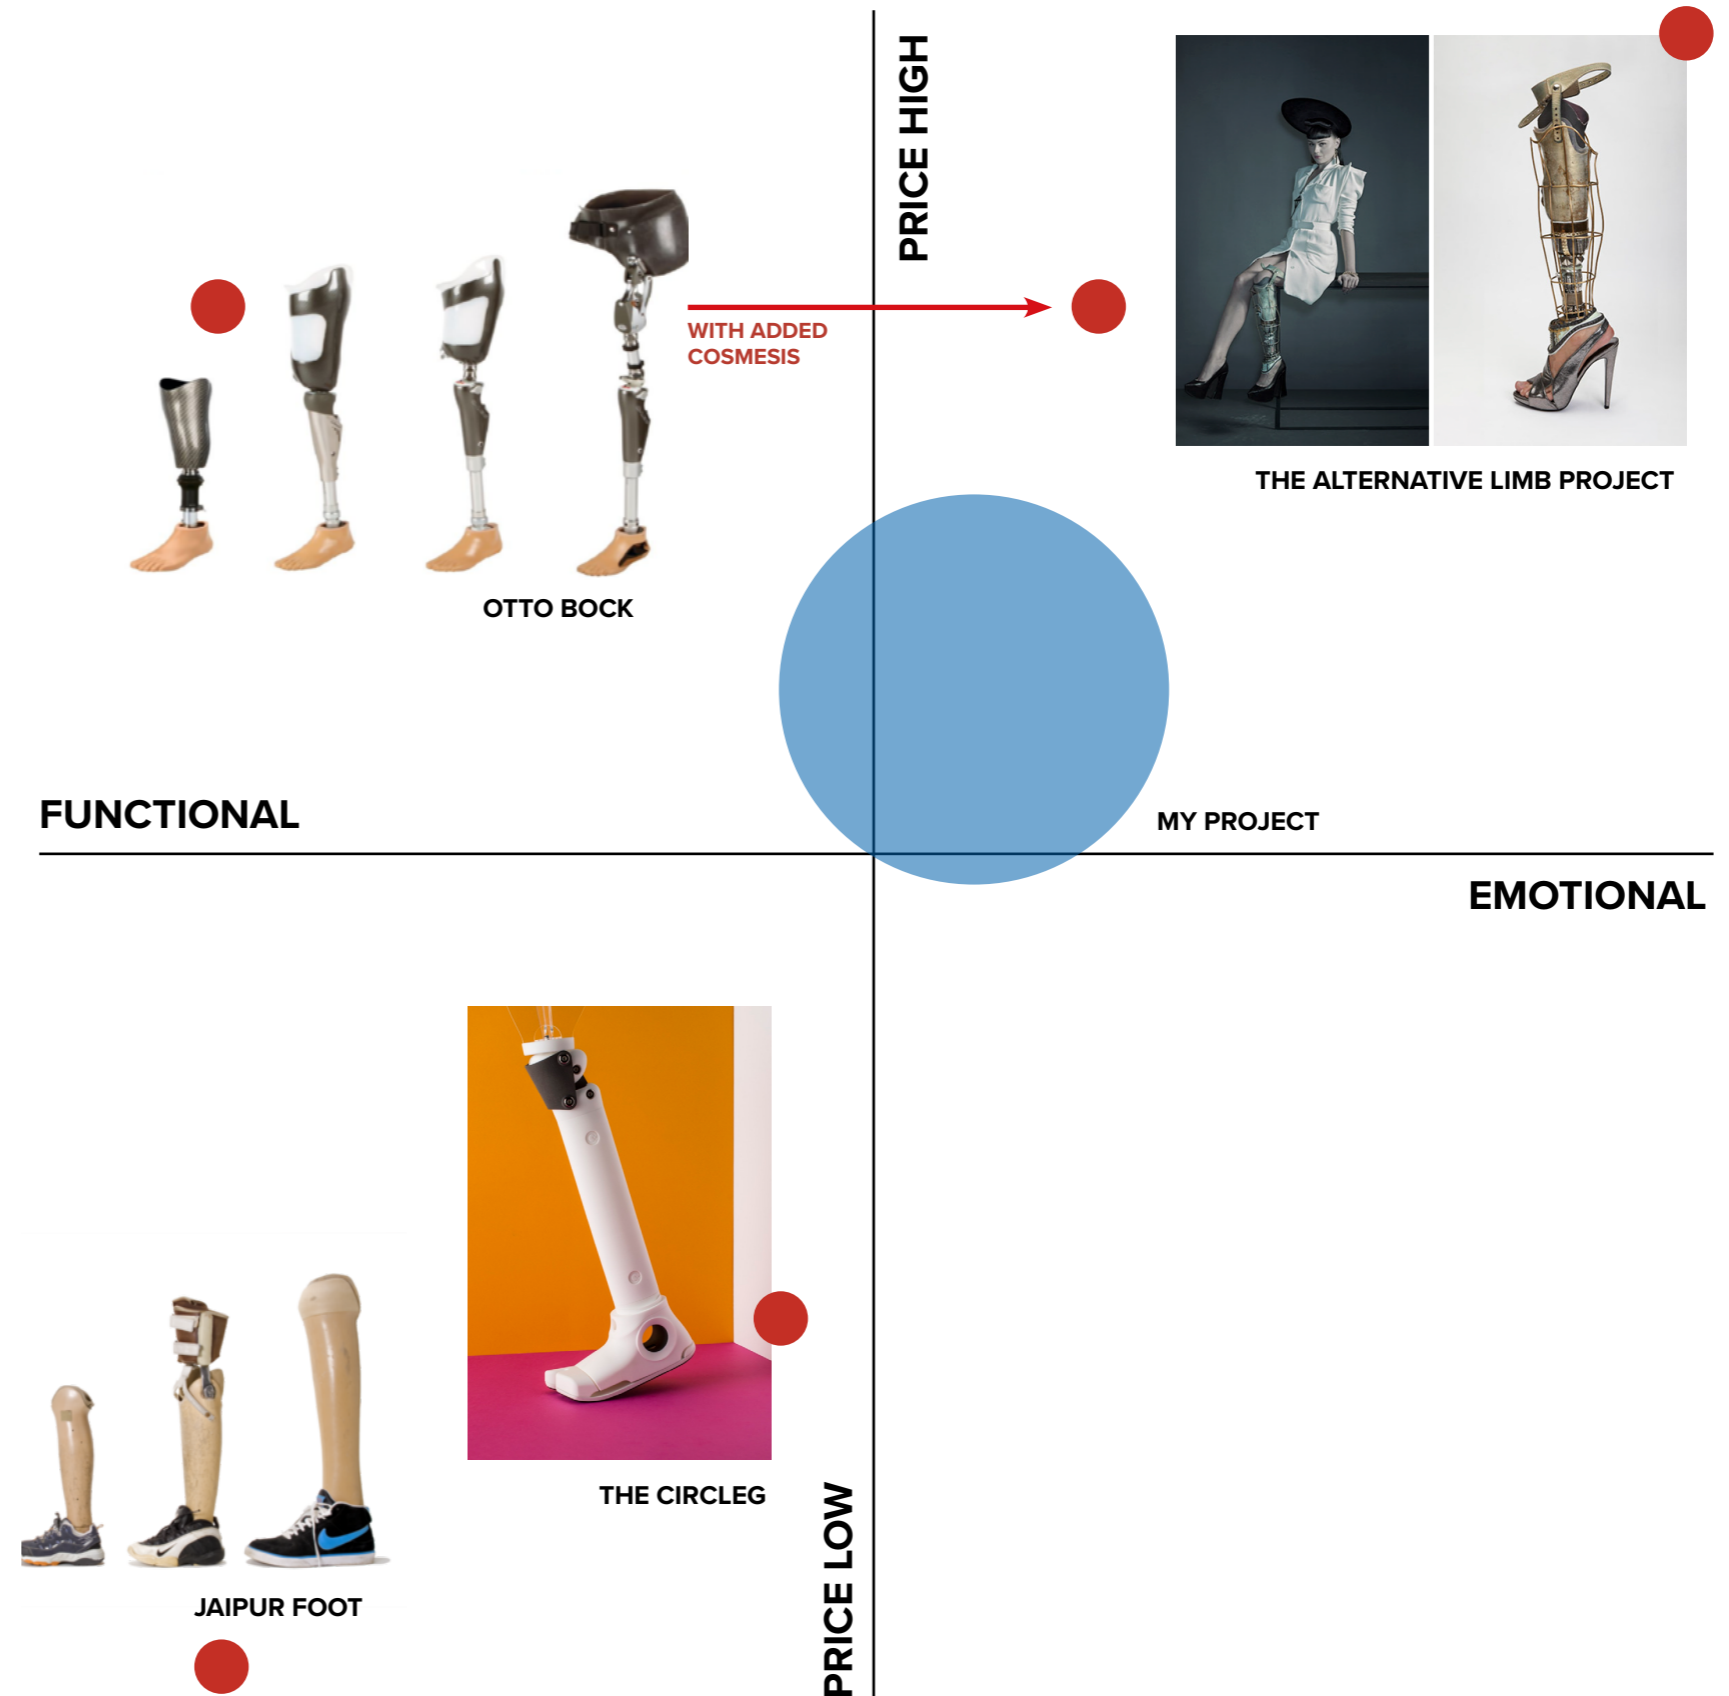 PRICE HIGH
WITH ADDED
COSMESIS
THE ALTERNATIVE LIMB PROJECT
OTTO BOCK
FUNCTIONAL
MY PROJECT
EMOTIONAL
THE CIRCLEG
PRICE LOW
JAIPUR FOOT